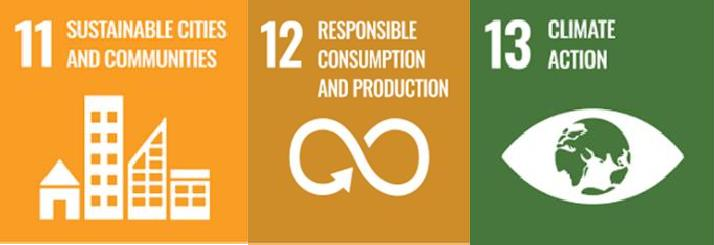 11 SUSTAINABLE CITIES
AND COMMUNITIES
12 RESPONSIBLE
CONSUMPTION
AND PRODUCTION
13 CLIMATE
ACTION